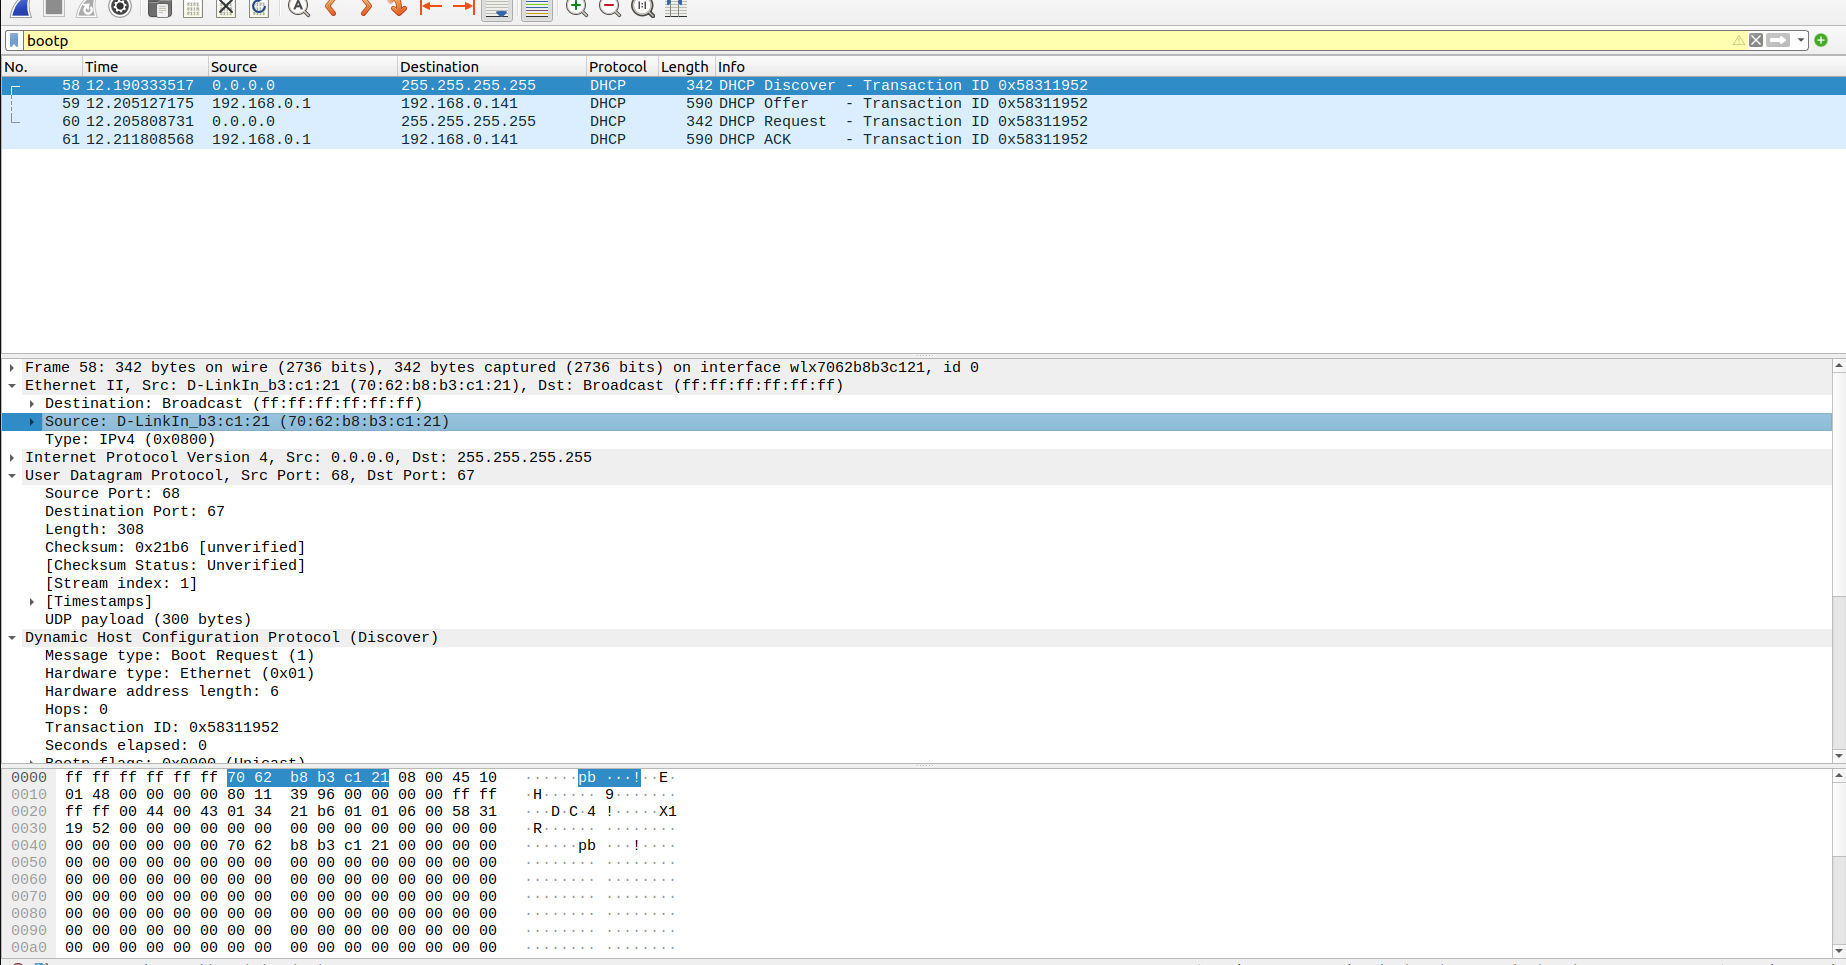 bootp
No. Time Source Destination Protocol Length Info
58 12.190333517 0.0.0.0 255.255.255.255 DHCP 342 DHCP Discover - Transaction ID 0x58311952
59 12.205127175 192.168.0.1 192.168.0.141 DHCP 590 DHCP Offer - Transaction ID 0x58311952
60 12.205808731 0.0.0.0 255.255.255.255 DHCP 342 DHCP Request - Transaction ID 0x58311952
61 12.211808568 192.168.0.1 192.168.0.141 DHCP 590 DHCP ACK - Transaction ID 0x58311952
Frame 58: 342 bytes on wire (2736 bits), 342 bytes captured (2736 bits) on interface wlx7062b8b3c121, id 0
Ethernet II, Src: D-LinkIn_b3:c1:21 (70:62:b8:b3:c1:21), Dst: Broadcast (ff:ff:ff:ff:ff:ff)
Destination: Broadcast (ff:ff:ff:ff:ff:ff)
Source: D-LinkIn_b3:c1:21 (70:62:b8:b3:c1:21)
Type: IPv4 (0x0800)
Internet Protocol Version 4, Src: 0.0.0.0, Dst: 255.255.255.255
User Datagram Protocol, Src Port: 68, Dst Port: 67
Source Port: 68
Destination Port: 67
Length: 308
Checksum: 0x21b6 [unverified]
[Checksum Status: Unverified]
[Stream index: 1]
[Timestamps]
UDP payload (300 bytes)
Dynamic Host Configuration Protocol (Discover)
Message type: Boot Request (1)
Hardware type: Ethernet (0x01)
Hardware address length: 6
Hops: 0
Transaction ID: 0x58311952
Seconds elapsed: 0
Bootp flags: 0x0000 (Unicast)
0000 ff ff ff ff ff ff 70 62 b8 b3 c1 21 08 00 45 10 ······pb ···!··E·
0010 01 48 00 00 00 00 80 11 39 96 00 00 00 00 ff ff ·H······ 9·······
0020 ff ff 00 44 00 43 01 34 21 b6 01 01 06 00 58 31 ···D·C·4 !·····X1
0030 19 52 00 00 00 00 00 00 00 00 00 00 00 00 00 00 ·R······ ········
0040 00 00 00 00 00 00 70 62 b8 b3 c1 21 00 00 00 00 ······pb ···!····
0050 00 00 00 00 00 00 00 00 00 00 00 00 00 00 00 00 ········ ········
0060 00 00 00 00 00 00 00 00 00 00 00 00 00 00 00 00 ········ ········
0070 00 00 00 00 00 00 00 00 00 00 00 00 00 00 00 00 ········ ········
0080 00 00 00 00 00 00 00 00 00 00 00 00 00 00 00 00 ········ ········
0090 00 00 00 00 00 00 00 00 00 00 00 00 00 00 00 00 ········ ········
00a0 00 00 00 00 00 00 00 00 00 00 00 00 00 00 00 00 ········ ········